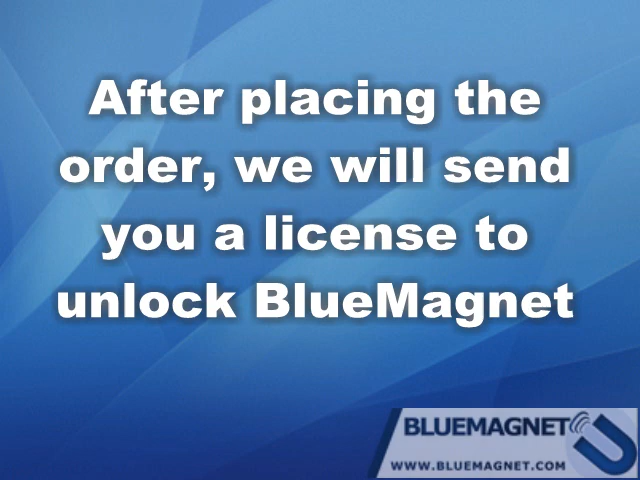 After placing the
order, we will send
you a license to
unlock BlueMagnet
BLUEMAGNET
WWW.BLUEMAGNET.COM